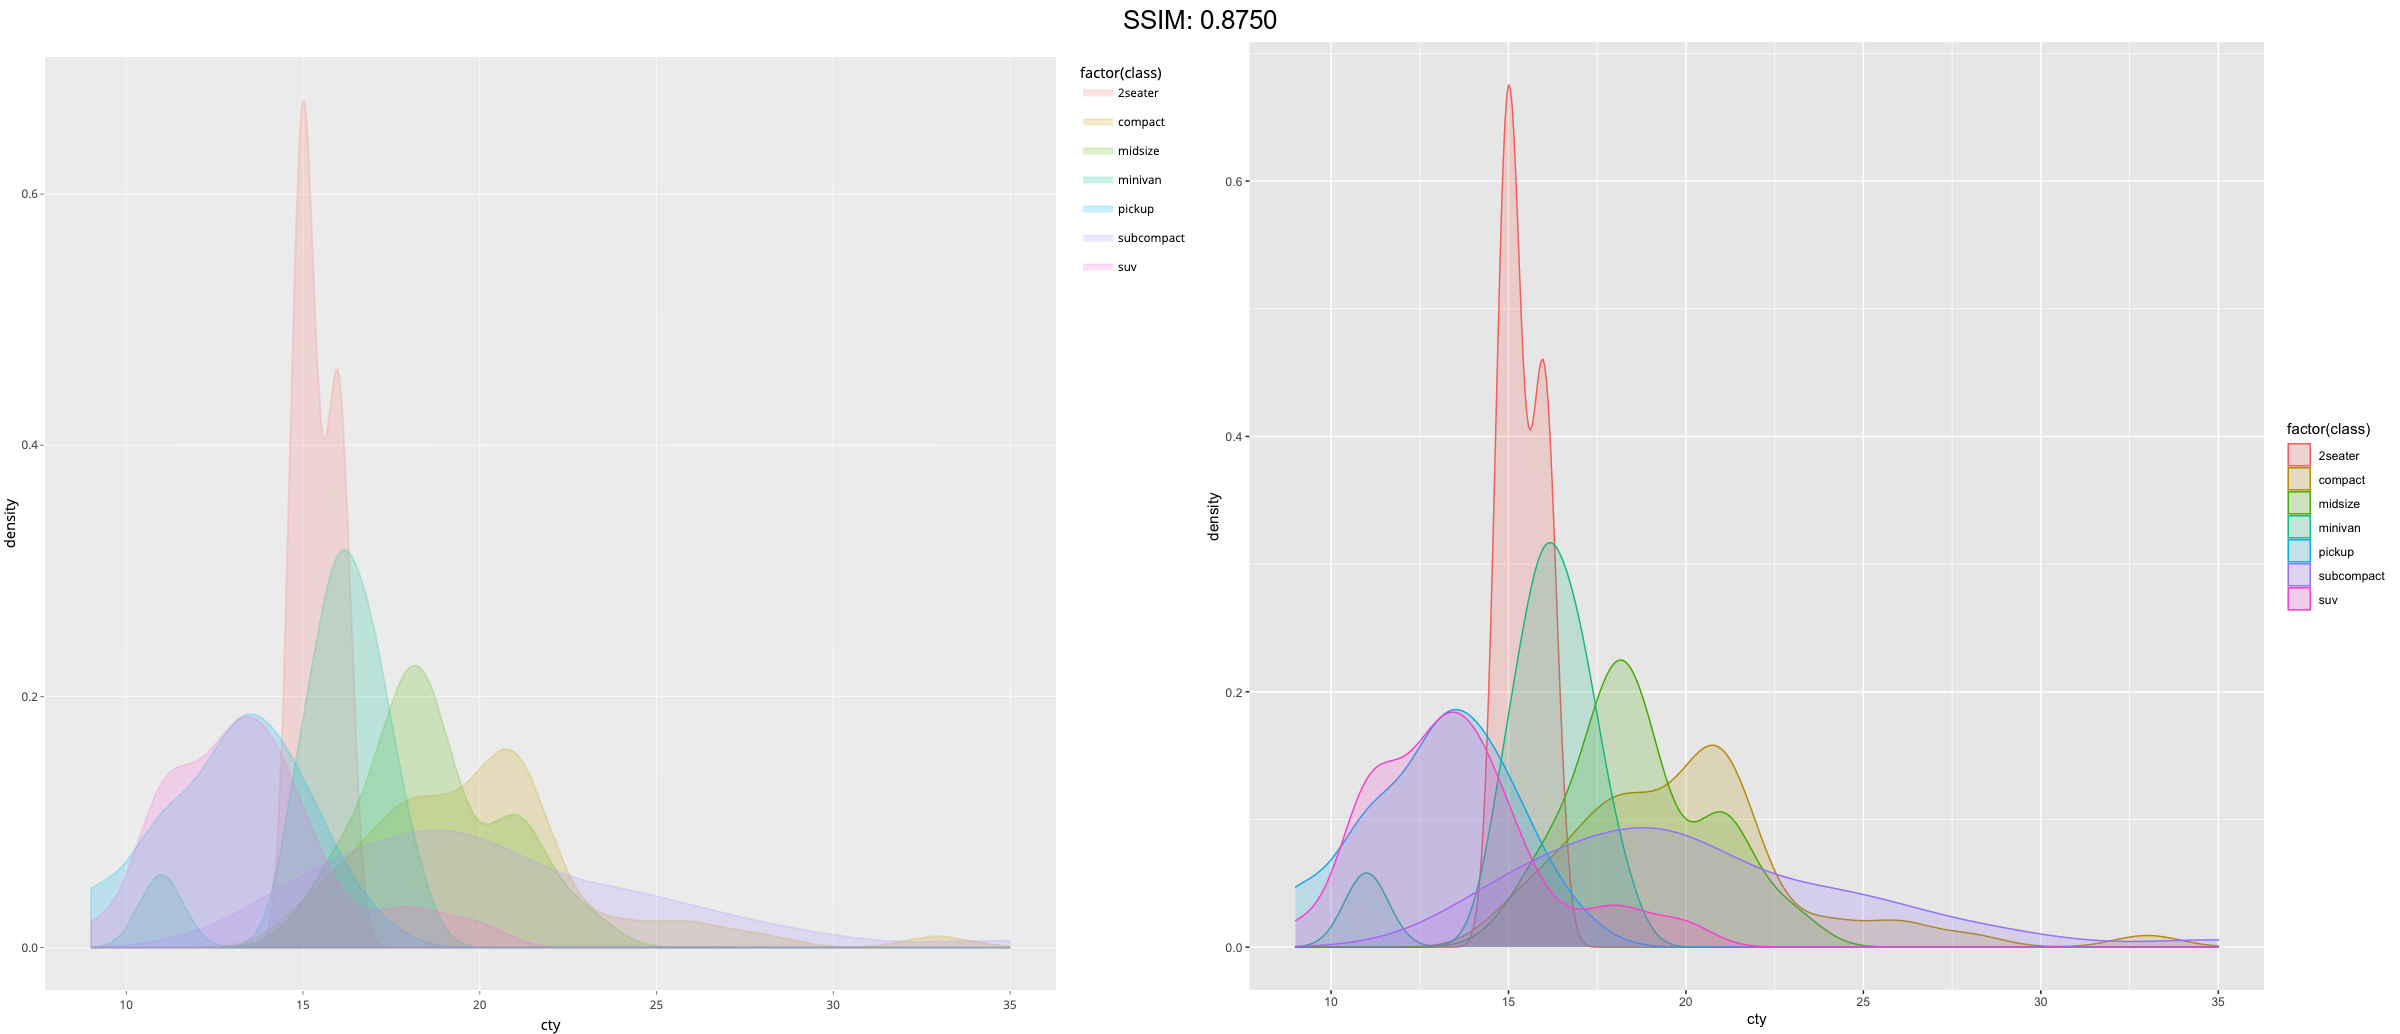 SSIM: 0.8750
factor(class)
2seater
compact
midsize
minivan
pickup
subcompact
suv
0.6
0.4
0.2
0.0
density
10 15 20 25 30 35
cty
0.6
0.4
0.2
0.0
density
10 15 20 25 30 35
cty
factor(class)
2seater
compact
midsize
minivan
pickup
subcompact
suv